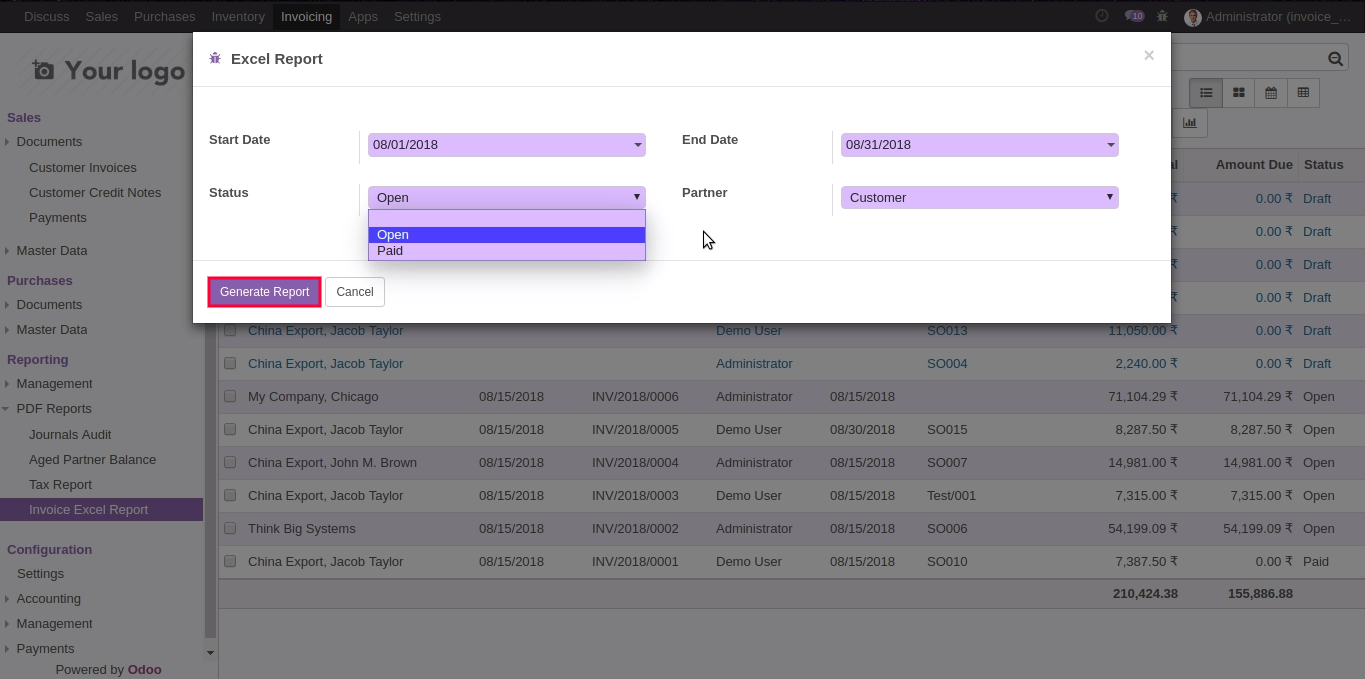 Discuss Sales Purchases Inventory Invoicing Apps Settings 10 Administrator (invoice_...
Your logo
Excel Report ×
Start Date 08/01/2018 End Date 08/31/2018
Status Open Partner Customer
Open
Paid
Generate Report Cancel
Sales
Documents
Customer Invoices
Customer Credit Notes
Payments
Master Data
Purchases
Documents
Master Data
Reporting
Management
PDF Reports
Journals Audit
Aged Partner Balance
Tax Report
Invoice Excel Report
Configuration
Settings
Accounting
Management
Payments
Powered by Odoo
Amount Due Status
₹ 0.00 ₹ Draft
₹ 0.00 ₹ Draft
₹ 0.00 ₹ Draft
₹ 0.00 ₹ Draft
China Export, Jacob Taylor Demo User SO013 11,050.00 ₹ 0.00 ₹ Draft
China Export, Jacob Taylor Administrator SO004 2,240.00 ₹ 0.00 ₹ Draft
My Company, Chicago 08/15/2018 INV/2018/0006 Administrator 08/15/2018 71,104.29 ₹ 71,104.29 ₹ Open
China Export, Jacob Taylor 08/15/2018 INV/2018/0005 Demo User 08/30/2018 SO015 8,287.50 ₹ 8,287.50 ₹ Open
China Export, John M. Brown 08/15/2018 INV/2018/0004 Administrator 08/15/2018 SO007 14,981.00 ₹ 14,981.00 ₹ Open
China Export, Jacob Taylor 08/15/2018 INV/2018/0003 Demo User 08/15/2018 Test/001 7,315.00 ₹ 7,315.00 ₹ Open
Think Big Systems 08/15/2018 INV/2018/0002 Administrator 08/15/2018 SO006 54,199.09 ₹ 54,199.09 ₹ Open
China Export, Jacob Taylor 08/15/2018 INV/2018/0001 Demo User 08/15/2018 SO010 7,387.50 ₹ 0.00 ₹ Paid
210,424.38 155,886.88